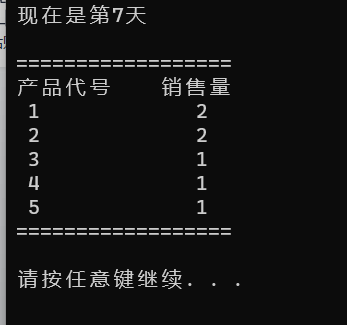 现在是第7天
==================
产品代号    销售量
1             2
2             2
3             1
4             1
5             1
==================
请按任意键继续. . .